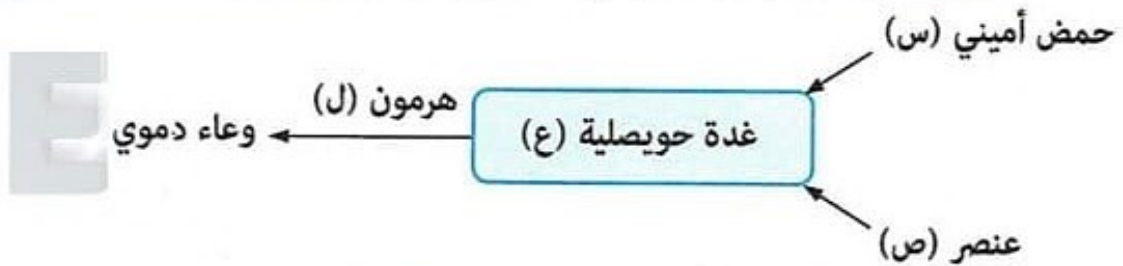 حمض أميني (س)
غدة حويصلية (ع)
هرمون (ل)
وعاء دموي
عنصر (ص)